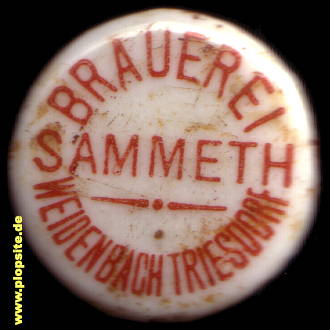 BRAUEREI
SAMMETH
WEIDENBACH TRIESDORF
www.plopsite.de